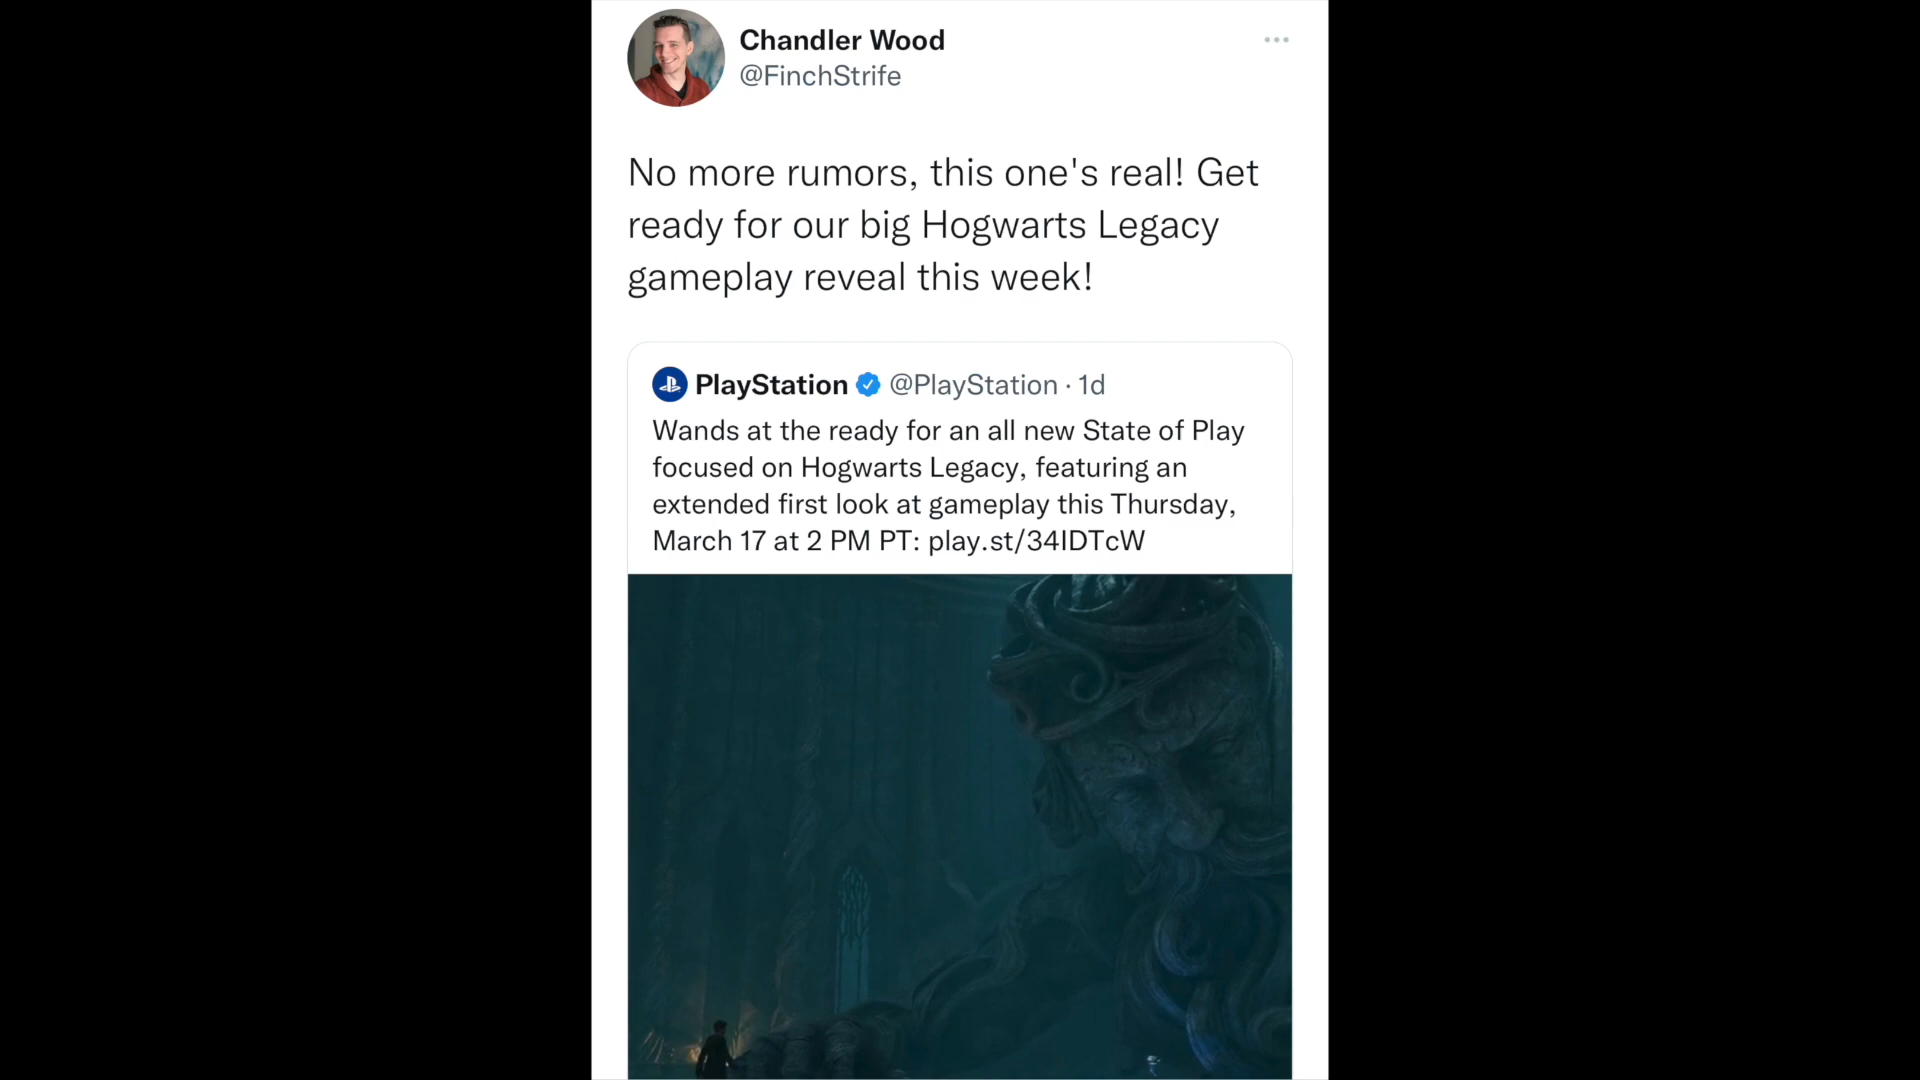 Chandler Wood
@FinchStrife
No more rumors, this one's real! Get
ready for our big Hogwarts Legacy
gameplay reveal this week!
PlayStation @PlayStation · 1d
Wands at the ready for an all new State of Play
focused on Hogwarts Legacy, featuring an
extended first look at gameplay this Thursday,
March 17 at 2 PM PT: play.st/34IDTcW